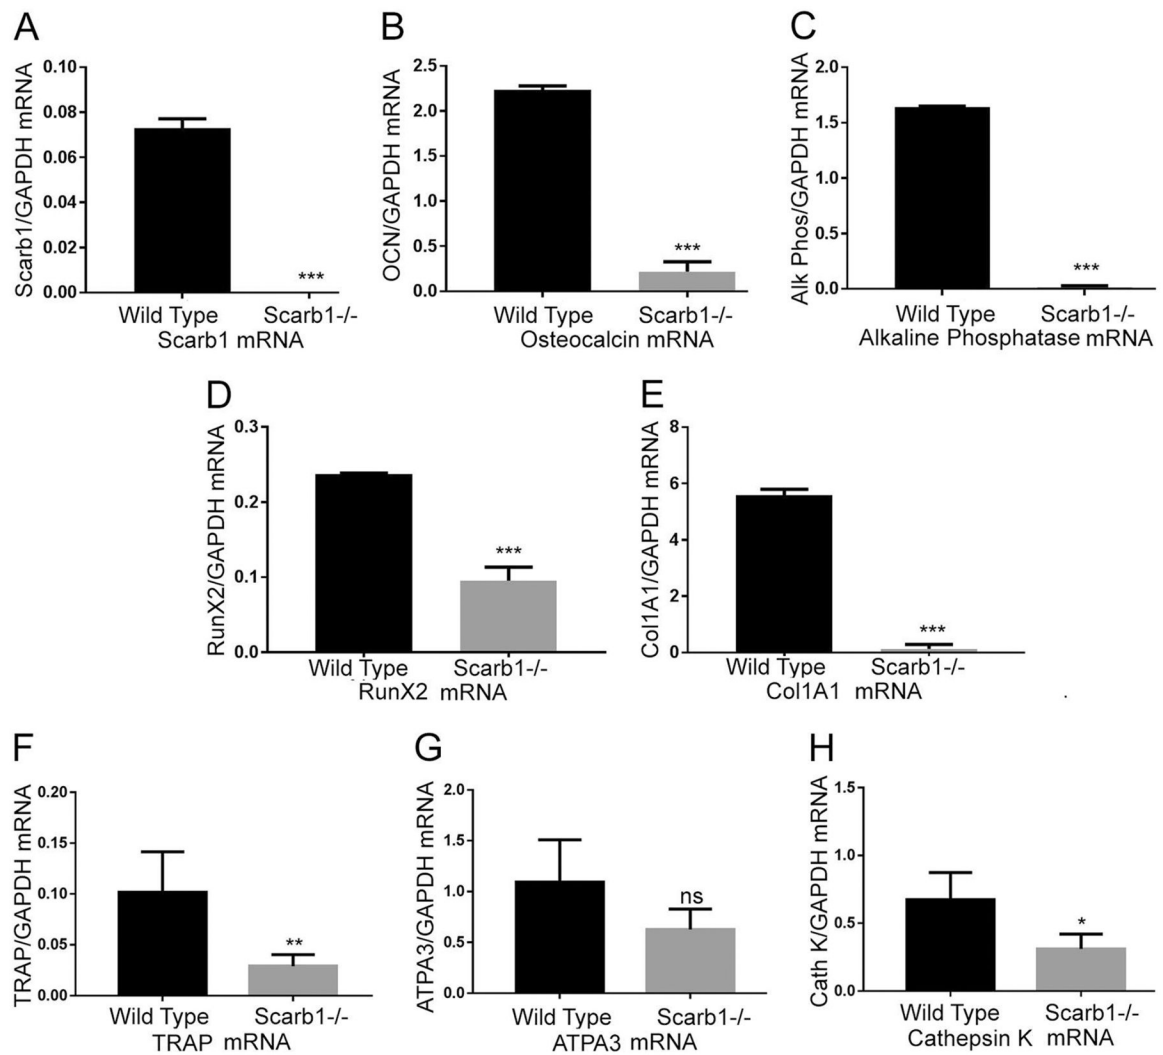 A
Scarb1/GAPDH mRNA
0.10
0.08
0.06
0.04
0.02
0.00
***
Wild Type Scarb1-/-
Scarb1 mRNA
B
OCN/GAPDH mRNA
2.5
2.0
1.5
1.0
0.5
0.0
***
Wild Type Scarb1-/-
Osteocalcin mRNA
C
Alk Phos/GAPDH mRNA
2.0
1.5
1.0
0.5
0.0
***
Wild Type Scarb1-/-
Alkaline Phosphatase mRNA
D
RunX2/GAPDH mRNA
0.3
0.2
0.1
0.0
***
Wild Type Scarb1-/-
RunX2 mRNA
E
Col1A1/GAPDH mRNA
8
6
4
2
0
***
Wild Type Scarb1-/-
Col1A1 mRNA
F
TRAP/GAPDH mRNA
0.20
0.15
0.10
0.05
0.00
**
Wild Type Scarb1-/-
TRAP mRNA
G
ATPA3/GAPDH mRNA
2.0
1.5
1.0
0.5
0.0
ns
Wild Type Scarb1-/-
ATPA3 mRNA
H
Cath K/GAPDH mRNA
1.5
1.0
0.5
0.0
*
Wild Type Scarb1-/-
Cathepsin K mRNA